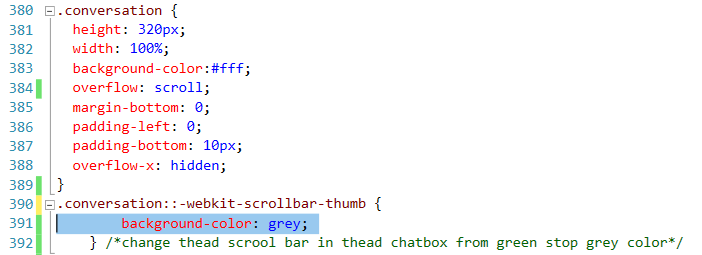 380 .conversation {
381 height: 320px;
382 width: 100%;
383 background-color:#fff;
384 overflow: scroll;
385 margin-bottom: 0;
386 padding-left: 0;
387 padding-bottom: 10px;
388 overflow-x: hidden;
389 }
390 .conversation::-webkit-scrollbar-thumb {
391 background-color: grey;
392 } /*change thead scrool bar in thead chatbox from green stop grey color*/